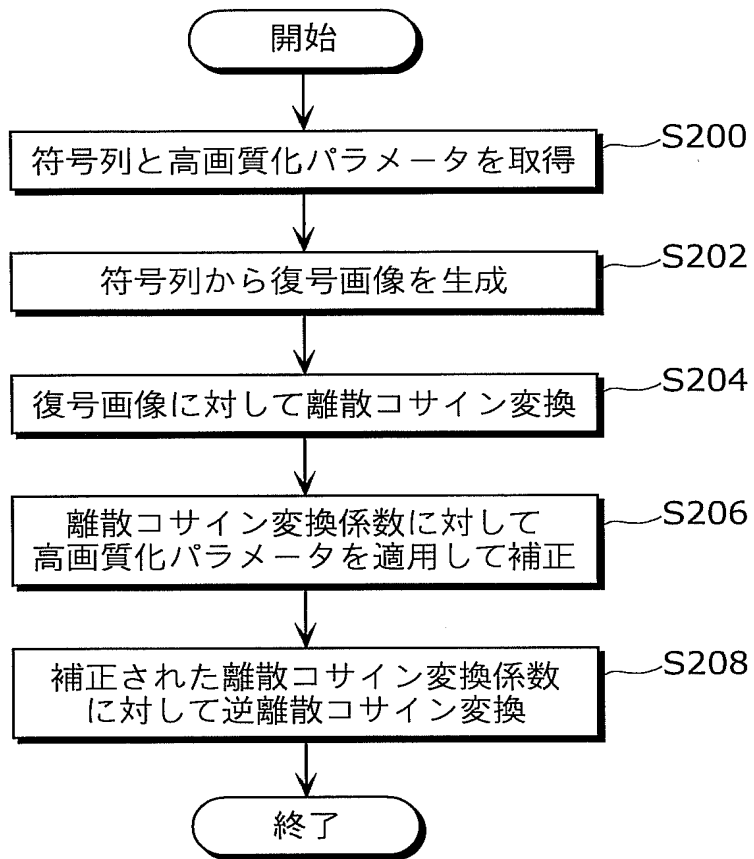 開始
符号列と高画質化パラメータを取得
S200
符号列から復号画像を生成
S202
復号画像に対して離散コサイン変換
S204
離散コサイン変換係数に対して
高画質化パラメータを適用して補正
S206
補正された離散コサイン変換係数
に対して逆離散コサイン変換
S208
終了